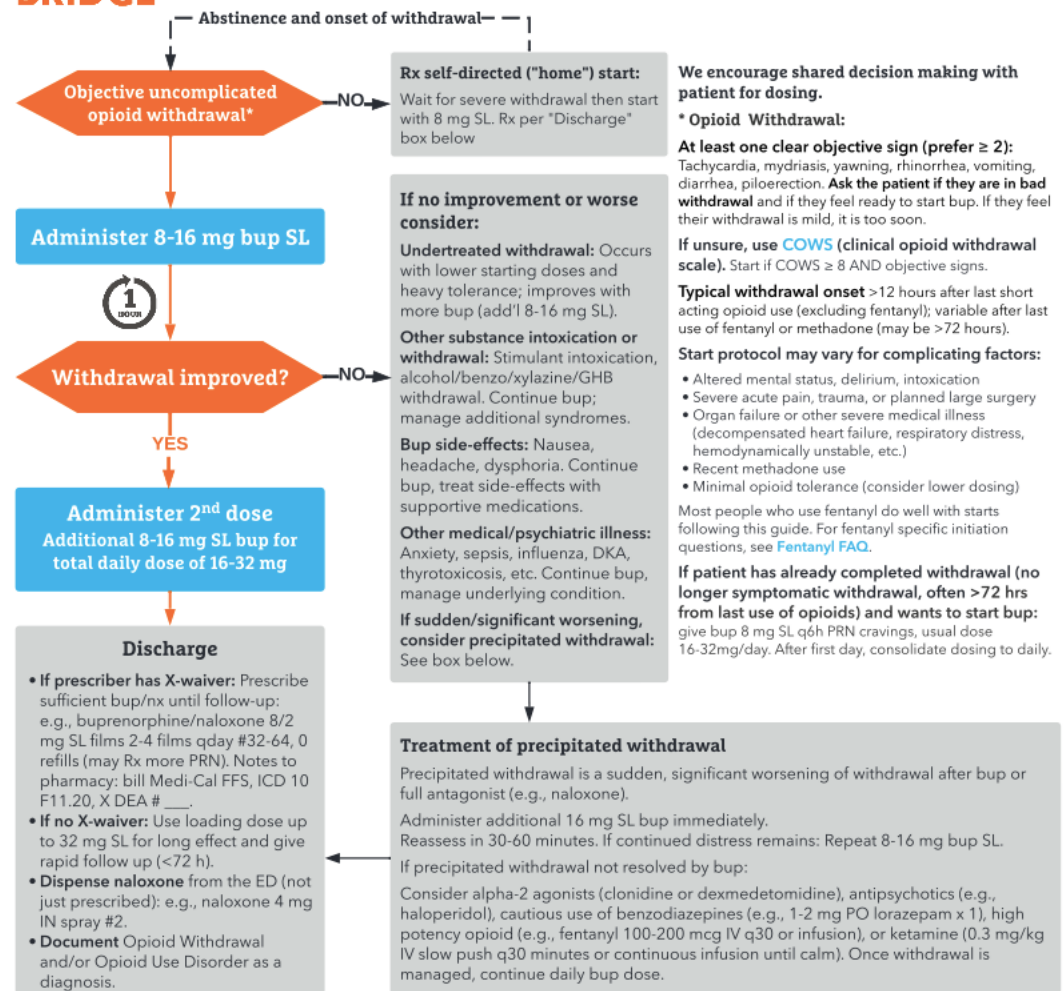 BRIDGE
Abstinence and onset of withdrawal
Objective uncomplicated
opioid withdrawal*
NO
Rx self-directed ("home") start:
Wait for severe withdrawal then start
with 8 mg SL. Rx per "Discharge"
box below
Administer 8-16 mg bup SL
1
HOUR
Withdrawal improved?
NO
YES
Administer 2nd dose
Additional 8-16 mg SL bup for
total daily dose of 16-32 mg
If no improvement or worse
consider:
Undertreated withdrawal: Occurs
with lower starting doses and
heavy tolerance; improves with
more bup (add'l 8-16 mg SL).
Other substance intoxication or
withdrawal: Stimulant intoxication,
alcohol/benzo/xylazine/GHB
withdrawal. Continue bup;
manage additional syndromes.
Bup side-effects: Nausea,
headache, dysphoria. Continue
bup, treat side-effects with
supportive medications.
Other medical/psychiatric illness:
Anxiety, sepsis, influenza, DKA,
thyrotoxicosis, etc. Continue bup,
manage underlying condition.
If sudden/significant worsening,
consider precipitated withdrawal:
See box below.
We encourage shared decision making with
patient for dosing.
* Opioid Withdrawal:
At least one clear objective sign (prefer ≥ 2):
Tachycardia, mydriasis, yawning, rhinorrhea, vomiting,
diarrhea, piloerection. Ask the patient if they are in bad
withdrawal and if they feel ready to start bup. If they feel
their withdrawal is mild, it is too soon.
If unsure, use COWS (clinical opioid withdrawal
scale). Start if COWS ≥ 8 AND objective signs.
Typical withdrawal onset >12 hours after last short
acting opioid use (excluding fentanyl); variable after last
use of fentanyl or methadone (may be >72 hours).
Start protocol may vary for complicating factors:
• Altered mental status, delirium, intoxication
• Severe acute pain, trauma, or planned large surgery
• Organ failure or other severe medical illness
(decompensated heart failure, respiratory distress,
hemodynamically unstable, etc.)
• Recent methadone use
• Minimal opioid tolerance (consider lower dosing)
Most people who use fentanyl do well with starts
following this guide. For fentanyl specific initiation
questions, see Fentanyl FAQ.
If patient has already completed withdrawal (no
longer symptomatic withdrawal, often >72 hrs
from last use of opioids) and wants to start bup:
give bup 8 mg SL q6h PRN cravings, usual dose
16-32mg/day. After first day, consolidate dosing to daily.
Discharge
• If prescriber has X-waiver: Prescribe
sufficient bup/nx until follow-up:
e.g., buprenorphine/naloxone 8/2
mg SL films 2-4 films qday #32-64, 0
refills (may Rx more PRN). Notes to
pharmacy: bill Medi-Cal FFS, ICD 10
F11.20, X DEA # ___.
• If no X-waiver: Use loading dose up
to 32 mg SL for long effect and give
rapid follow up (<72 h).
• Dispense naloxone from the ED (not
just prescribed): e.g., naloxone 4 mg
IN spray #2.
• Document Opioid Withdrawal
and/or Opioid Use Disorder as a
diagnosis.
Treatment of precipitated withdrawal
Precipitated withdrawal is a sudden, significant worsening of withdrawal after bup or
full antagonist (e.g., naloxone).
Administer additional 16 mg SL bup immediately.
Reassess in 30-60 minutes. If continued distress remains: Repeat 8-16 mg bup SL.
If precipitated withdrawal not resolved by bup:
Consider alpha-2 agonists (clonidine or dexmedetomidine), antipsychotics (e.g.,
haloperidol), cautious use of benzodiazepines (e.g., 1-2 mg PO lorazepam x 1), high
potency opioid (e.g., fentanyl 100-200 mcg IV q30 or infusion), or ketamine (0.3 mg/kg
IV slow push q30 minutes or continuous infusion until calm). Once withdrawal is
managed, continue daily bup dose.